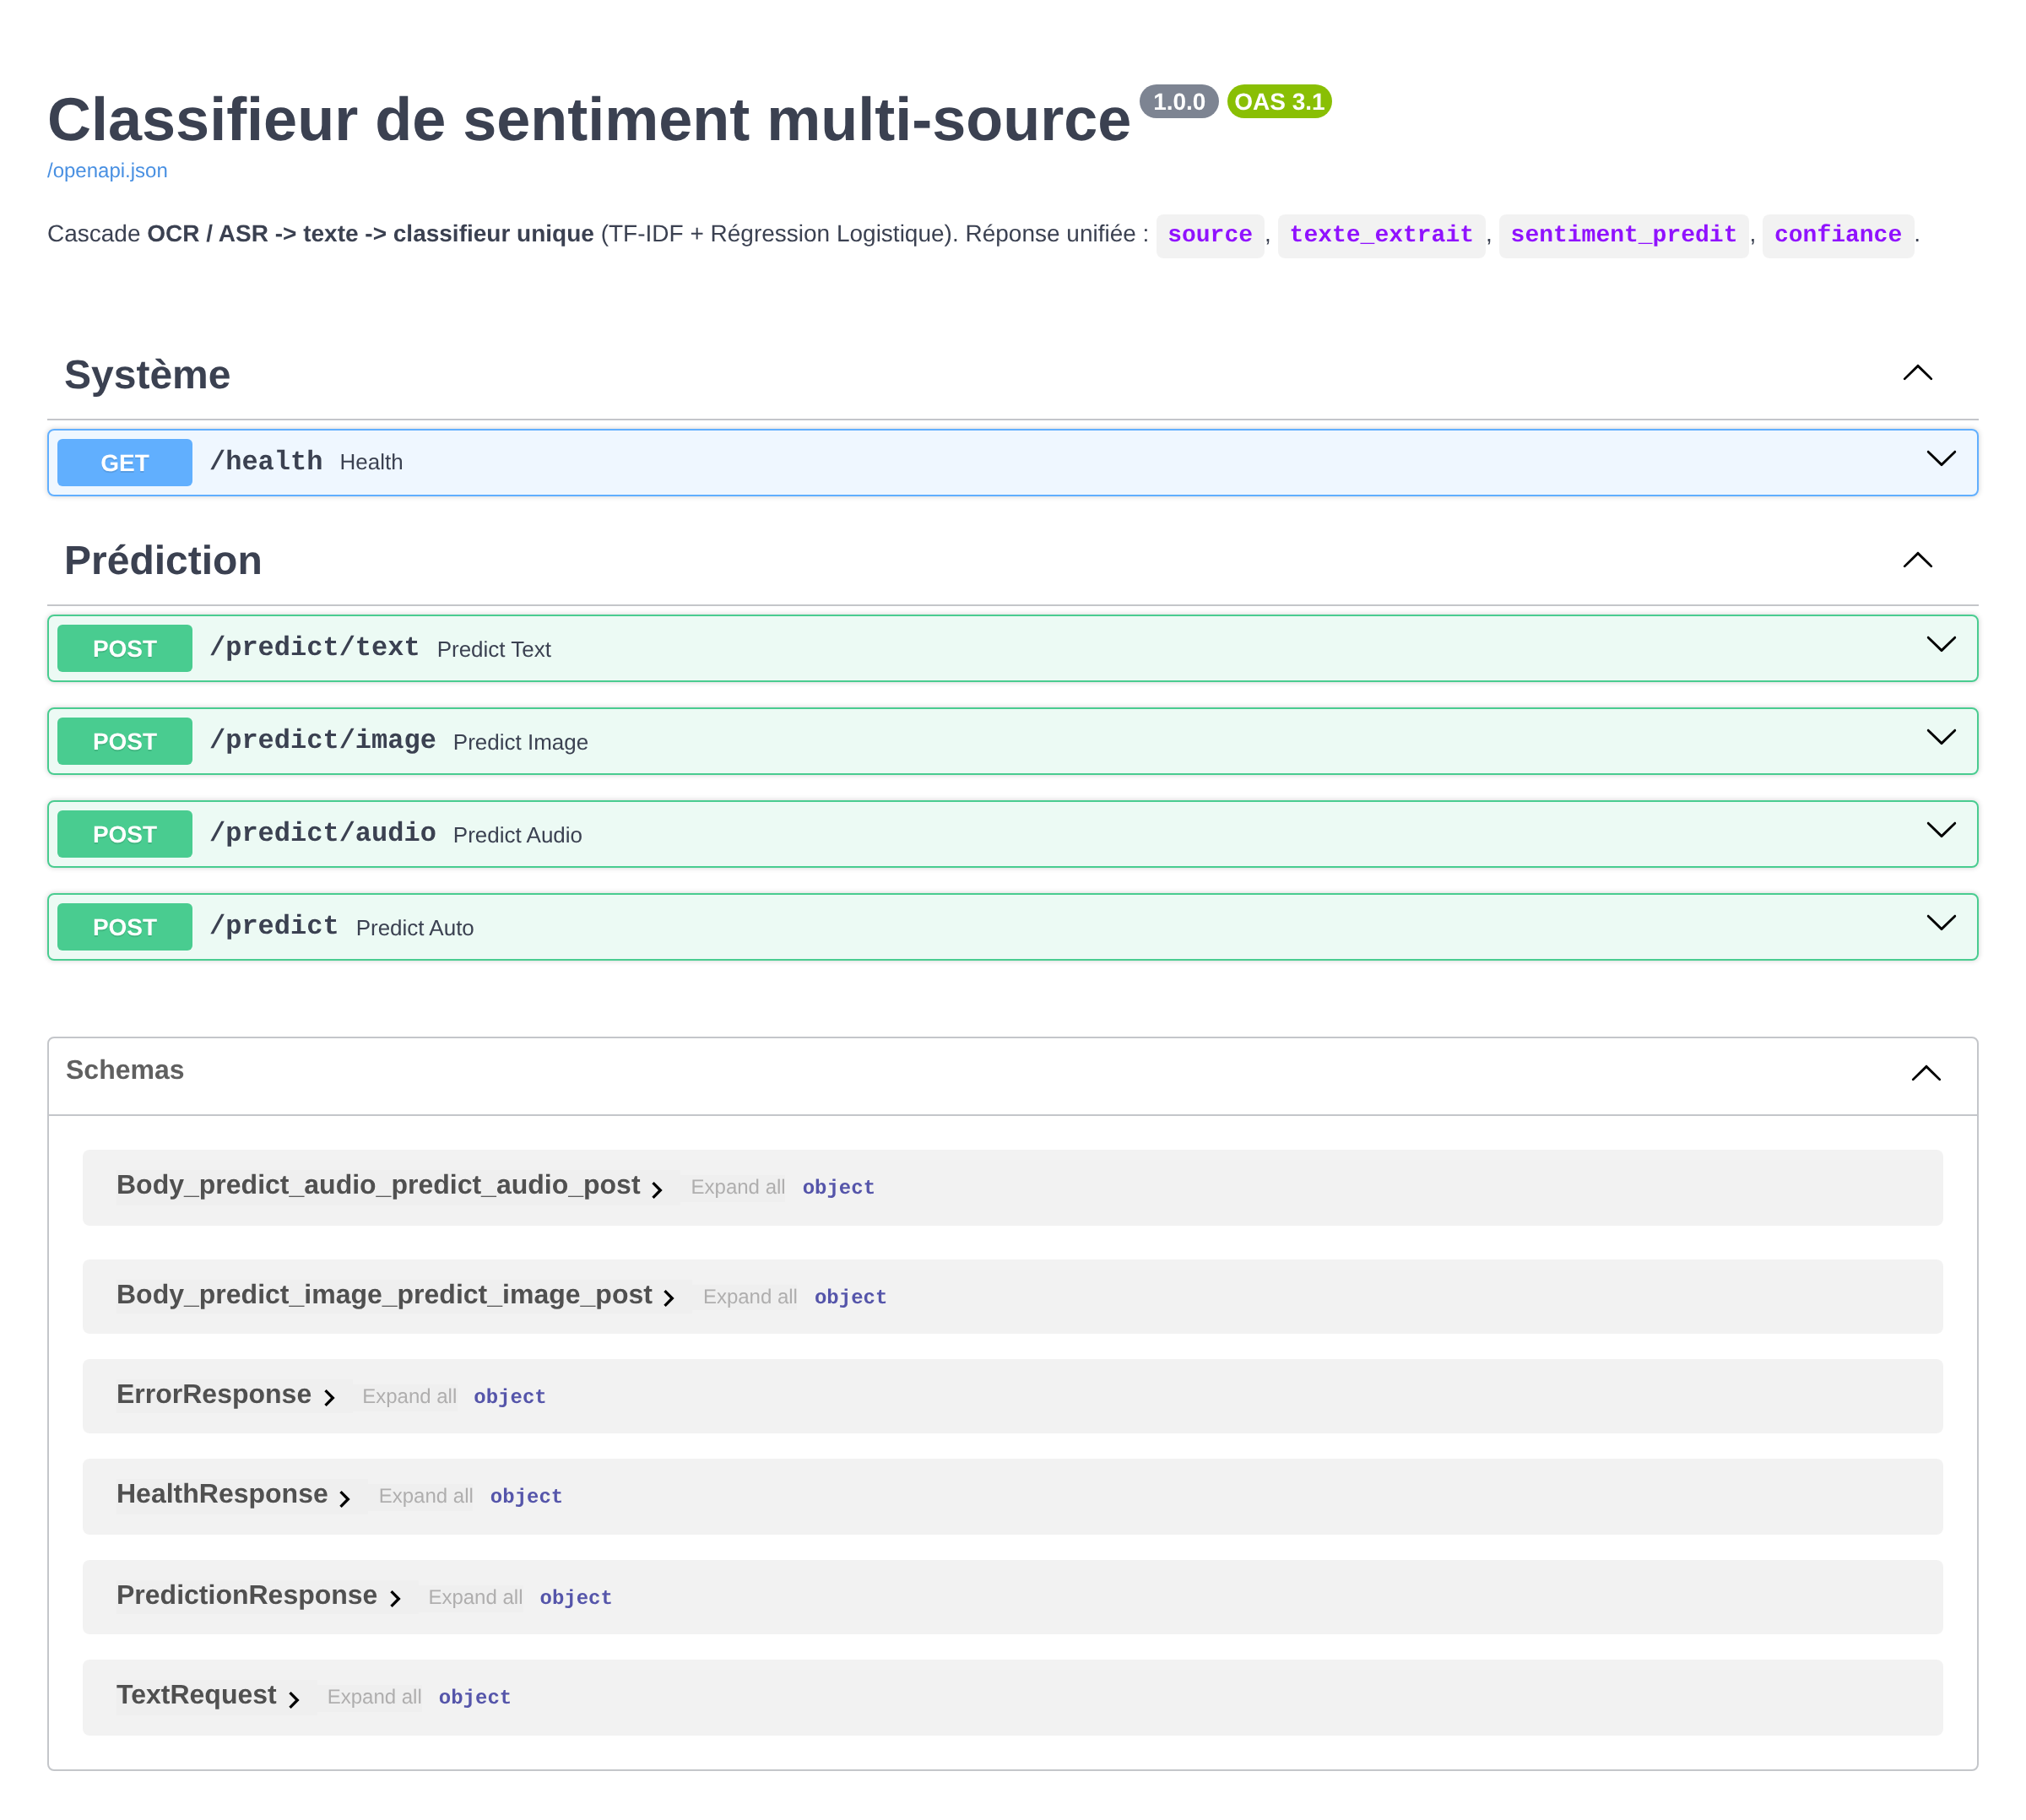 Classifieur de sentiment multi-source 1.0.0 OAS 3.1
/openapi.json
Cascade OCR / ASR -> texte -> classifieur unique (TF-IDF + Régression Logistique). Réponse unifiée : source, texte_extrait, sentiment_predit, confiance.
Système
GET /health Health
Prédiction
POST /predict/text Predict Text
POST /predict/image Predict Image
POST /predict/audio Predict Audio
POST /predict Predict Auto
Schemas
Body_predict_audio_predict_audio_post Expand all object
Body_predict_image_predict_image_post Expand all object
ErrorResponse Expand all object
HealthResponse Expand all object
PredictionResponse Expand all object
TextRequest Expand all object